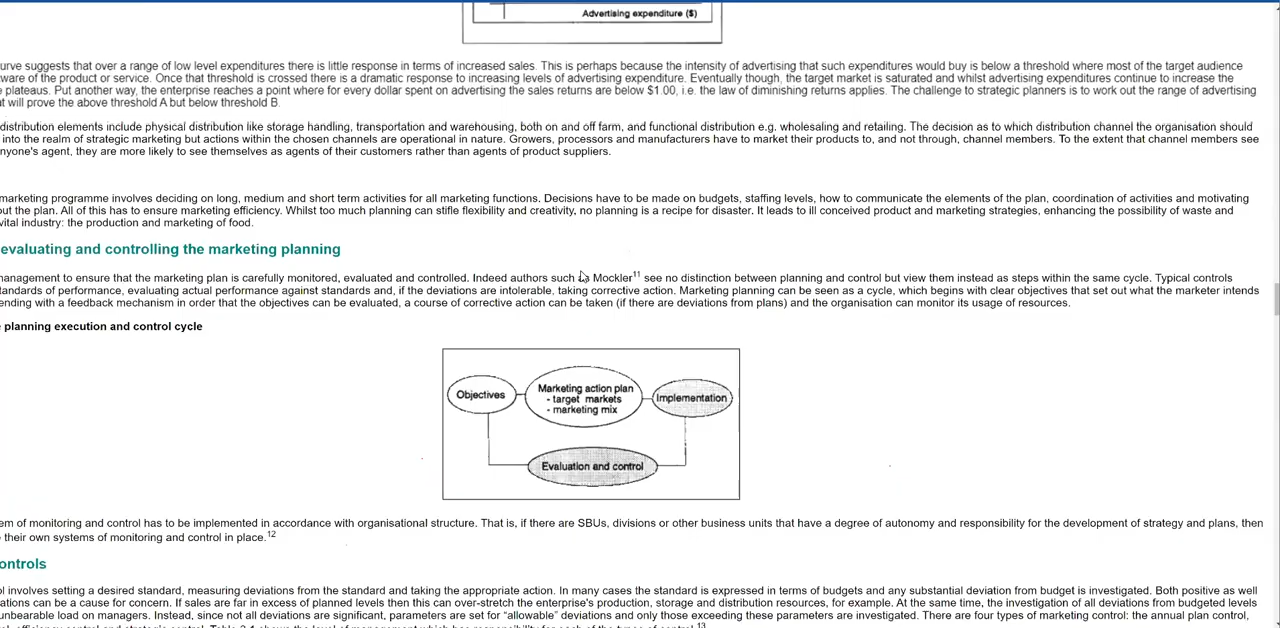 Advertising expenditure ($)
urve suggests that over a range of low level expenditures there is little response in terms of increased sales. This is perhaps because the intensity of advertising that such expenditures would buy is below a threshold where most of the target audience
ware of the product or service. Once that threshold is crossed there is a dramatic response to increasing levels of advertising expenditure. Eventually though, the target market is saturated and whilst advertising expenditures continue to increase the
plateaus. Put another way, the enterprise reaches a point where for every dollar spent on advertising the sales returns are below $1.00, i.e. the law of diminishing returns applies. The challenge to strategic planners is to work out the range of advertising
at will prove the above threshold A but below threshold B.
distribution elements include physical distribution like storage handling, transportation and warehousing, both on and off farm, and functional distribution e.g. wholesaling and retailing. The decision as to which distribution channel the organisation should
into the realm of strategic marketing but actions within the chosen channels are operational in nature. Growers, processors and manufacturers have to market their products to, and not through, channel members. To the extent that channel members see
nyone's agent, they are more likely to see themselves as agents of their customers rather than agents of product suppliers.
marketing programme involves deciding on long, medium and short term activities for all marketing functions. Decisions have to be made on budgets, staffing levels, how to communicate the elements of the plan, coordination of activities and motivating
out the plan. All of this has to ensure marketing efficiency. Whilst too much planning can stifle flexibility and creativity, no planning is a recipe for disaster. It leads to ill conceived product and marketing strategies, enhancing the possibility of waste and
vital industry: the production and marketing of food.
evaluating and controlling the marketing planning
nanagement to ensure that the marketing plan is carefully monitored, evaluated and controlled. Indeed authors such as Mockler11 see no distinction between planning and control but view them instead as steps within the same cycle. Typical controls
tandards of performance, evaluating actual performance against standards and, if the deviations are intolerable, taking corrective action. Marketing planning can be seen as a cycle, which begins with clear objectives that set out what the marketer intends
ending with a feedback mechanism in order that the objectives can be evaluated, a course of corrective action can be taken (if there are deviations from plans) and the organisation can monitor its usage of resources.
planning execution and control cycle
Objectives
Marketing action plan
- target markets
- marketing mix
Implementation
Evaluation and control
em of monitoring and control has to be implemented in accordance with organisational structure. That is, if there are SBUs, divisions or other business units that have a degree of autonomy and responsibility for the development of strategy and plans, then
their own systems of monitoring and control in place.12
ontrols
ol involves setting a desired standard, measuring deviations from the standard and taking the appropriate action. In many cases the standard is expressed in terms of budgets and any substantial deviation from budget is investigated. Both positive as well
ations can be a cause for concern. If sales are far in excess of planned levels then this can over-stretch the enterprise's production, storage and distribution resources, for example. At the same time, the investigation of all deviations from budgeted levels
unbearable load on managers. Instead, since not all deviations are significant, parameters are set for "allowable" deviations and only those exceeding these parameters are investigated. There are four types of marketing control: the annual plan control,